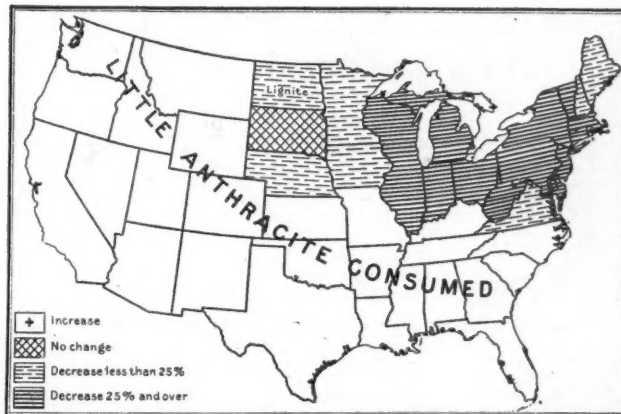 Lignite
LITTLE ANTHRACITE CONSUMED
+ Increase
No change
Decrease less than 25%
Decrease 25% and over